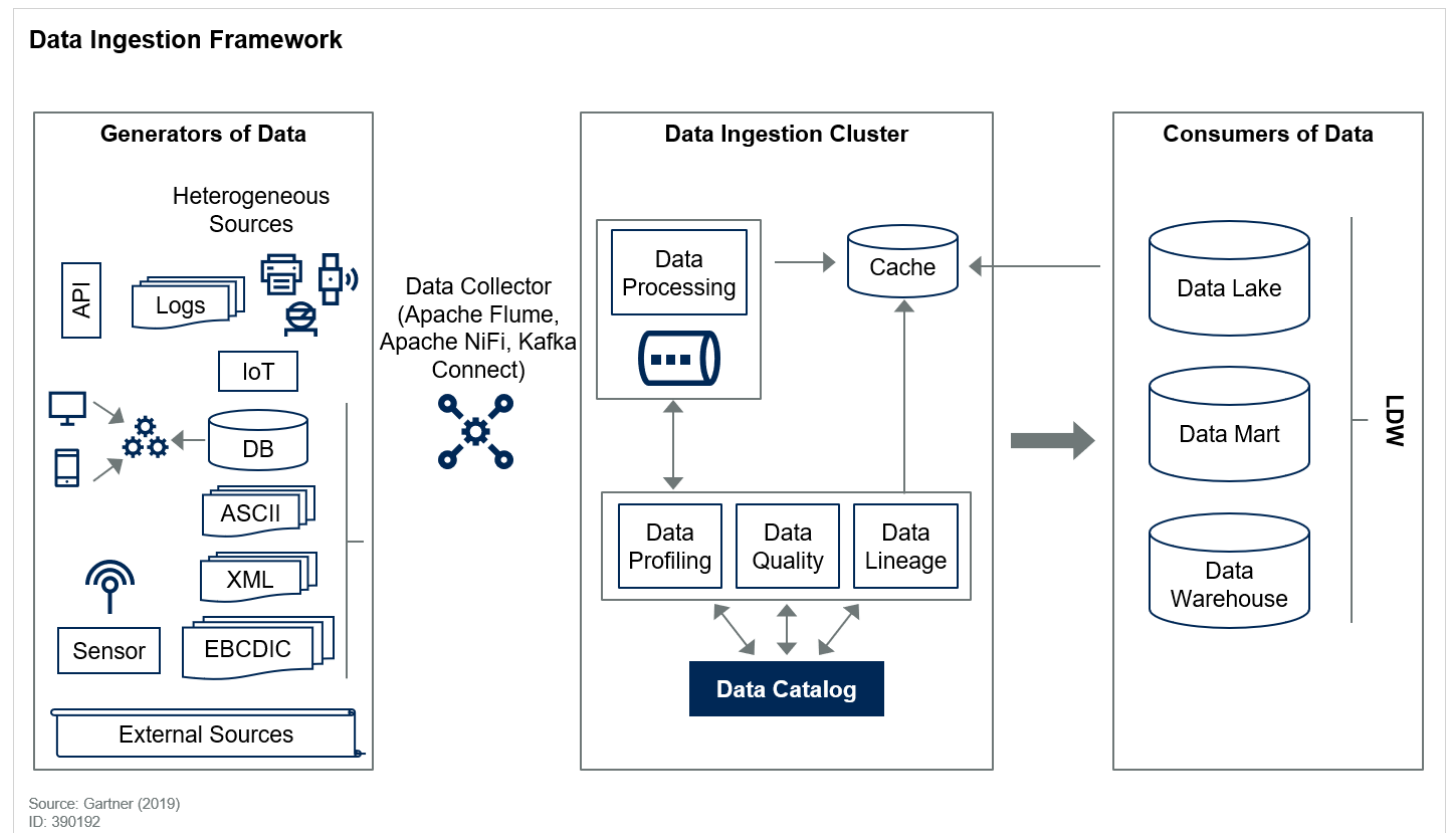 Data Ingestion Framework
Generators of Data
Heterogeneous
Sources
API
Logs
IoT
DB
ASCII
XML
Sensor
EBCDIC
External Sources
Data Collector
(Apache Flume,
Apache NiFi, Kafka
Connect)
Data Ingestion Cluster
Data
Processing
Cache
Data
Profiling
Data
Quality
Data
Lineage
Data Catalog
Consumers of Data
Data Lake
Data Mart
Data
Warehouse
LDW
Source: Gartner (2019)
ID: 390192